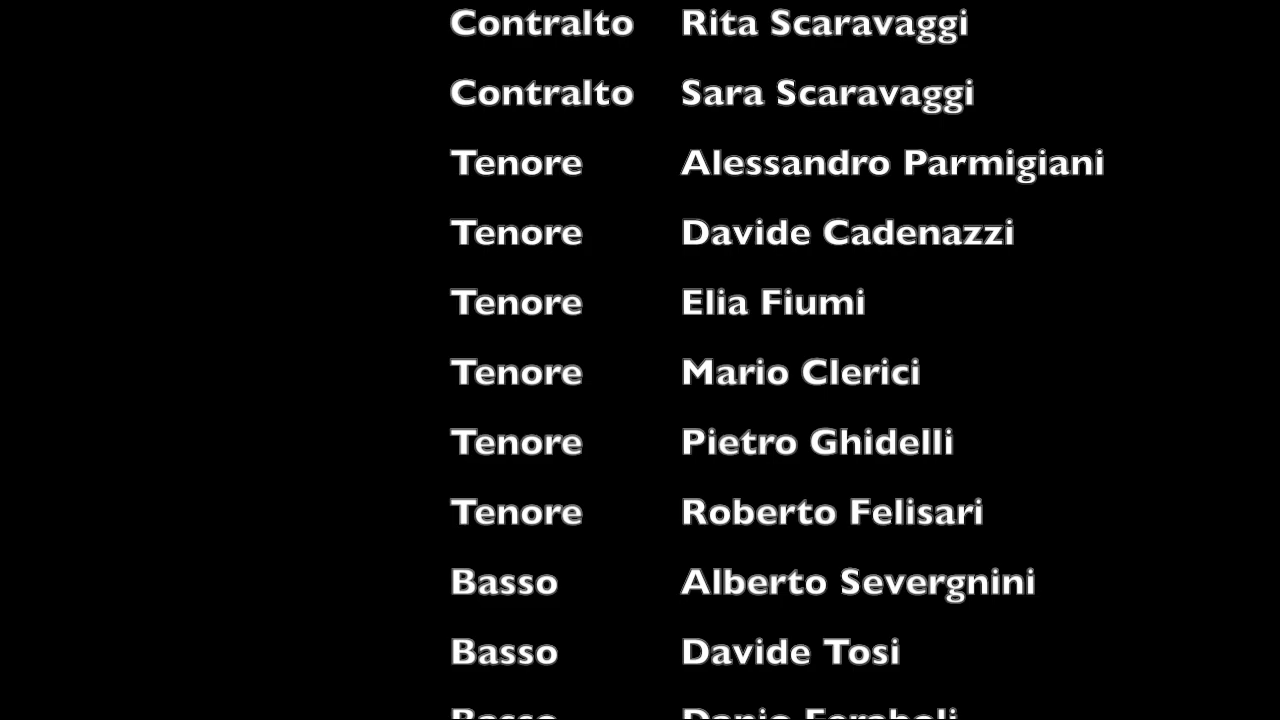 Contralto Rita Scaravaggi
Contralto Sara Scaravaggi
Tenore Alessandro Parmigiani
Tenore Davide Cadenazzi
Tenore Elia Fiumi
Tenore Mario Clerici
Tenore Pietro Ghidelli
Tenore Roberto Felisari
Basso Alberto Severgnini
Basso Davide Tosi
Basso